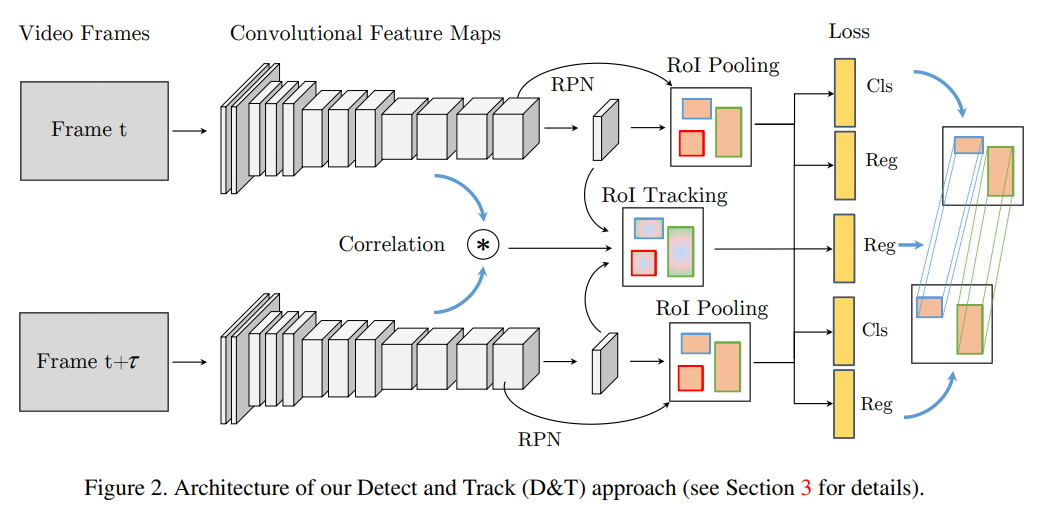 Video Frames
Convolutional Feature Maps
Loss
RoI Pooling
RPN
Cls
Frame t
Reg
RoI Tracking
Correlation
*
Reg
RoI Pooling
Cls
Frame t+τ
Reg
RPN
Figure 2. Architecture of our Detect and Track (D&T) approach (see Section 3 for details).